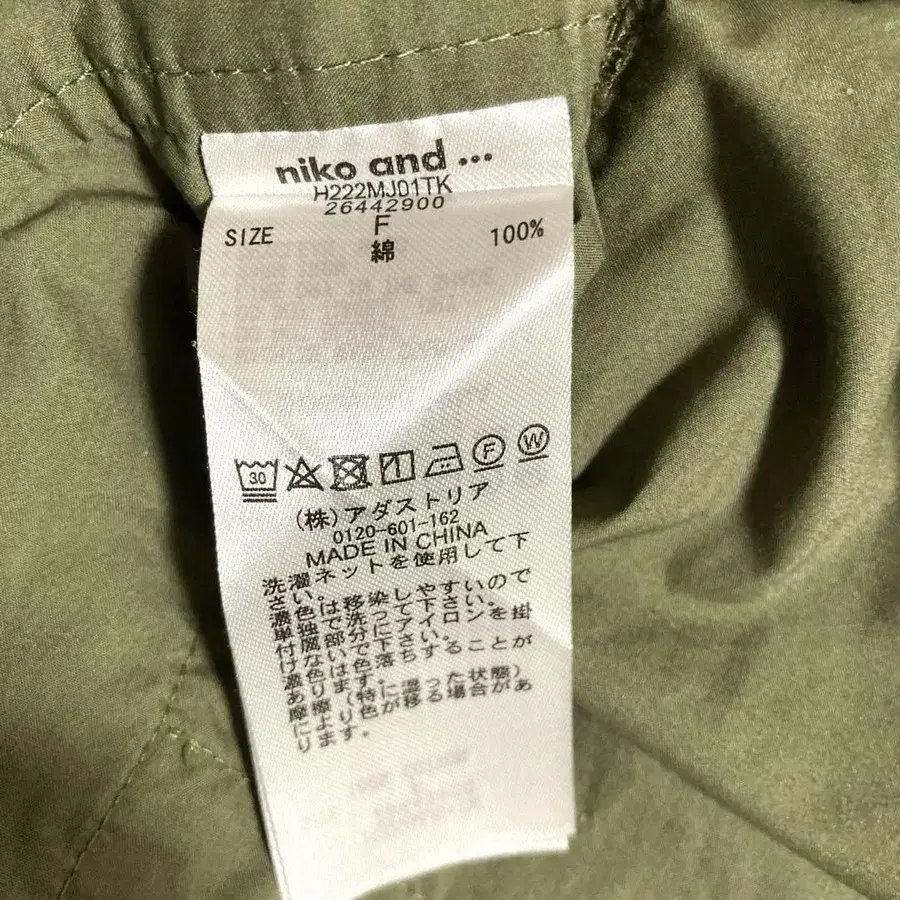 niko and ...
H222MJ01TK
26442900
SIZE F
綿 100%
30 F W
(株)アダストリア
0120-601-162
MADE IN CHINA
洗濯ネットを使用して下
さい。
濃色は移染しやすいので
単独で洗って下さい。
付属部分にアイロンを掛
けないで下さい。
濃色は色落ちすることが
あります。
摩擦(特に湿った状態)
により色が移る場合があ
ります。